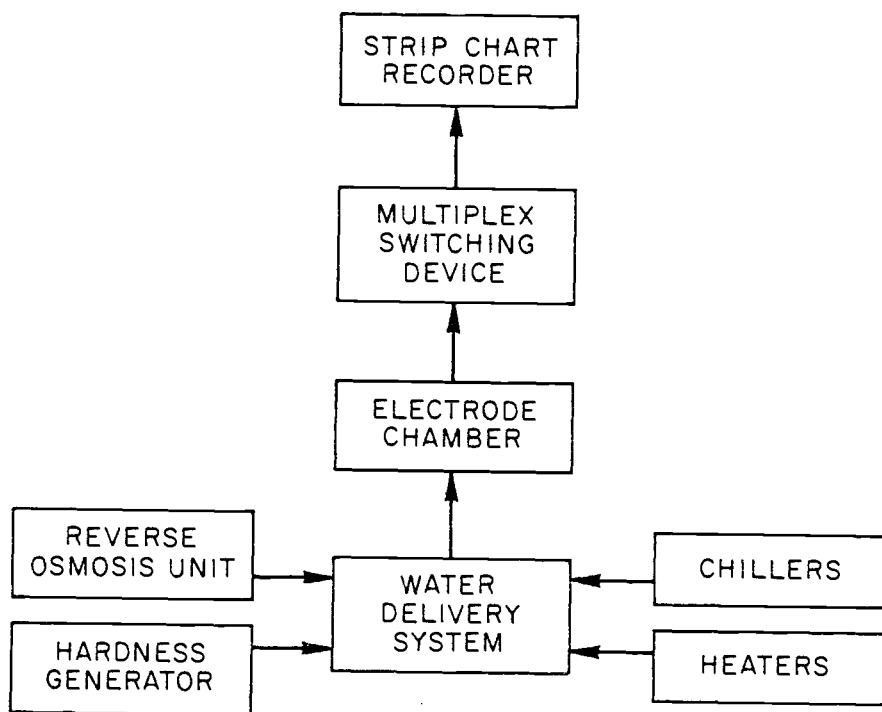 STRIP CHART
RECORDER
MULTIPLEX
SWITCHING
DEVICE
ELECTRODE
CHAMBER
REVERSE
OSMOSIS UNIT
HARDNESS
GENERATOR
WATER
DELIVERY
SYSTEM
CHILLERS
HEATERS